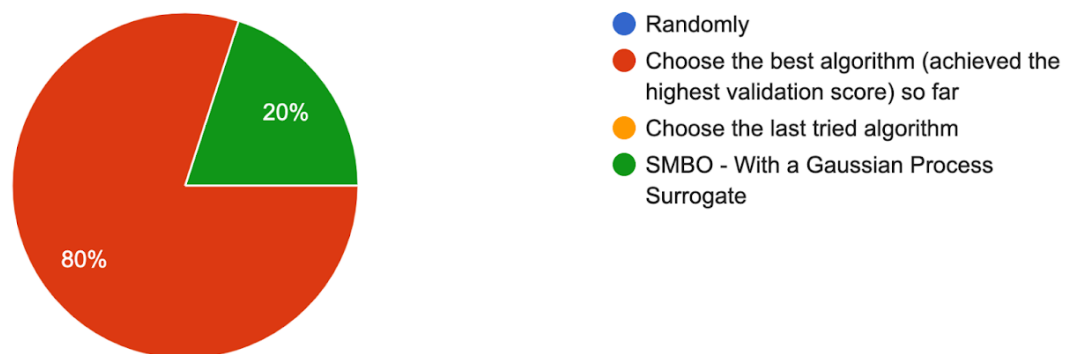 20%
80%
Randomly
Choose the best algorithm (achieved the
highest validation score) so far
Choose the last tried algorithm
SMBO - With a Gaussian Process
Surrogate